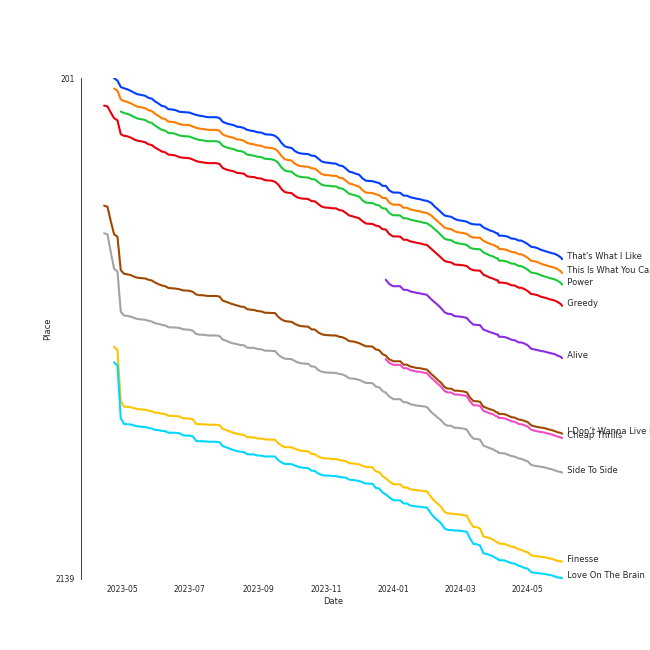 201
That's What I Like
This Is What You Ca
Power
Greedy
Place
Alive
I Don't Wanna Live
Cheap Thrills
Side To Side
Finesse
Love On The Brain
2139
2023-05 2023-07 2023-09 2023-11 2024-01 2024-03 2024-05
Date